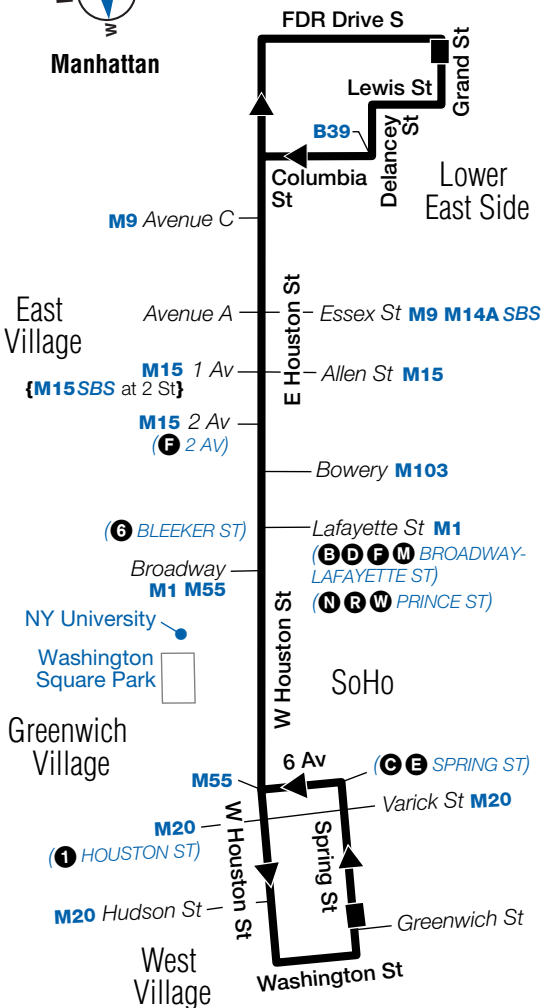 W
Manhattan
FDR Drive S
Grand St
Lewis St
Delancey
St
B39
Columbia
St
Lower
East Side
M9 Avenue C
E Houston St
East
Village
Avenue A
Essex St M9 M14A SBS
M15 1 Av
Allen St M15
{M15 SBS at 2 St}
M15 2 Av
(F 2 AV)
Bowery M103
(6 BLEEKER ST)
Lafayette St M1
(B D F M BROADWAY-
LAFAYETTE ST)
(N R W PRINCE ST)
Broadway
M1 M55
W Houston St
NY University
Washington
Square Park
SoHo
Greenwich
Village
6 Av
(C E SPRING ST)
M55
Varick St M20
M20
(1 HOUSTON ST)
W Houston St
Spring St
M20 Hudson St
Greenwich St
West
Village
Washington St